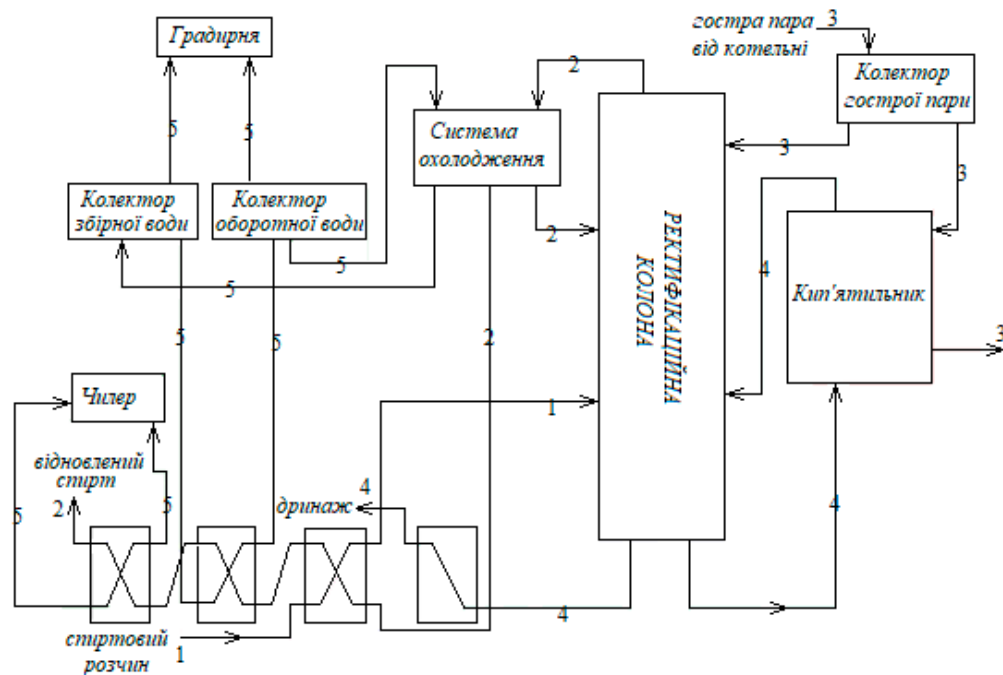 Градирня
гостра пара
від котельні
3
Колектор
гострої пари
2
Система
охолодження
5
5
3
3
Колектор
збірної води
Колектор
оборотної води
5
5
2
РЕКТИФІКАЦІЙНА
КОЛОНА
4
Кип'ятильник
5
5
2
3
Чилер
1
відновлений
спирт
2
5
5
дринаж
4
4
4
спиртовий
розчин
1